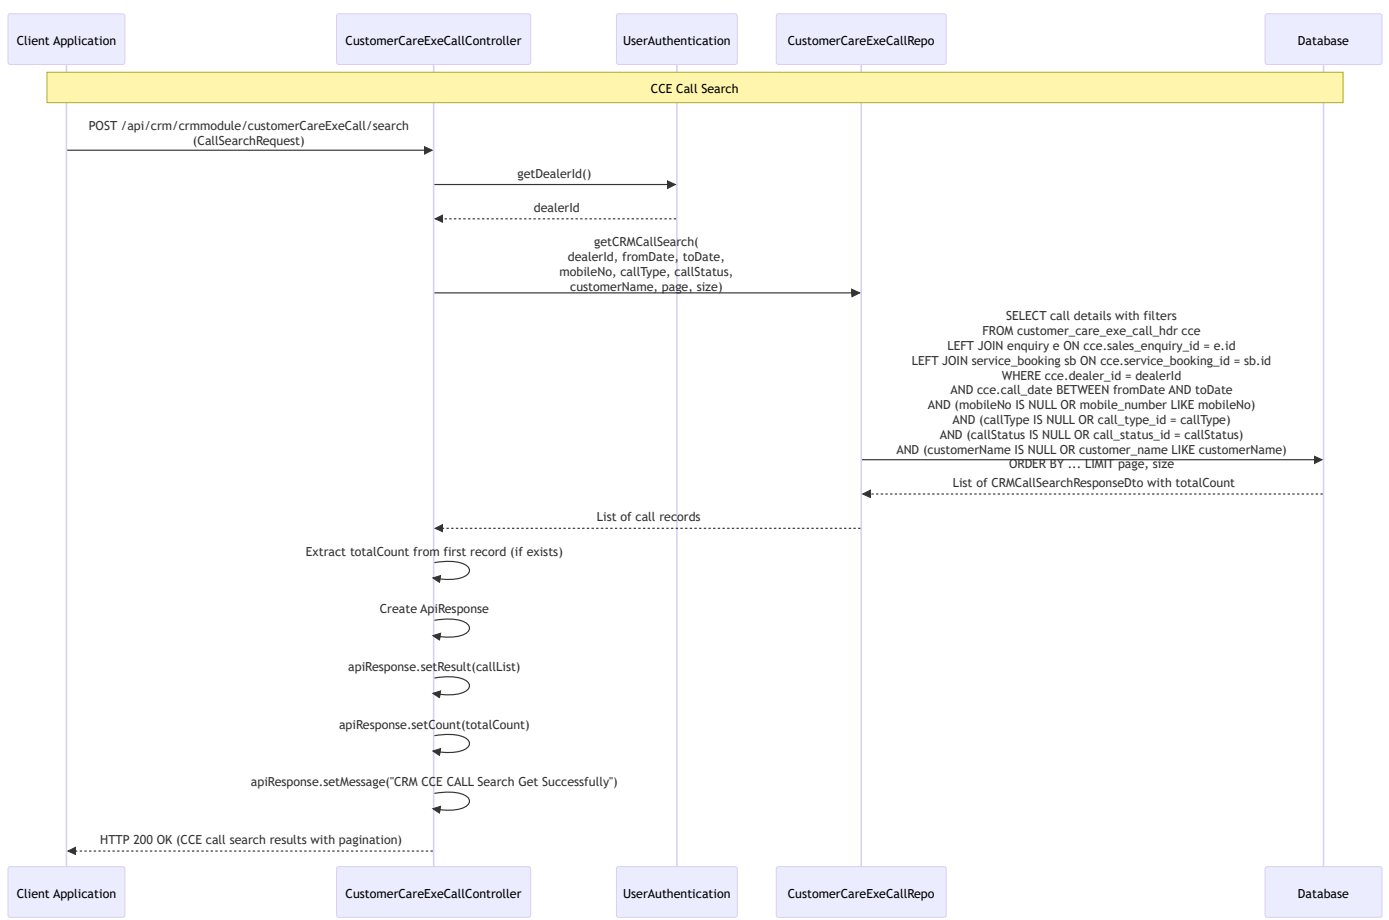 Client Application
CustomerCareExeCallController
UserAuthentication
CustomerCareExeCallRepo
Database
CCE Call Search
POST /api/crm/crmmodule/customerCareExeCall/search
(CallSearchRequest)
getDealerId()
dealerId
getCRMCallSearch(
dealerId, fromDate, toDate,
mobileNo, callType, callStatus,
customerName, page, size)
SELECT call details with filters
FROM customer_care_exe_call_hdr cce
LEFT JOIN enquiry e ON cce.sales_enquiry_id = e.id
LEFT JOIN service_booking sb ON cce.service_booking_id = sb.id
WHERE cce.dealer_id = dealerId
AND cce.call_date BETWEEN fromDate AND toDate
AND (mobileNo IS NULL OR mobile_number LIKE mobileNo)
AND (callType IS NULL OR call_type_id = callType)
AND (callStatus IS NULL OR call_status_id = callStatus)
AND (customerName IS NULL OR customer_name LIKE customerName)
ORDER BY ... LIMIT page, size
List of CRMCallSearchResponseDto with totalCount
List of call records
Extract totalCount from first record (if exists)
Create ApiResponse
apiResponse.setResult(callList)
apiResponse.setCount(totalCount)
apiResponse.setMessage("CRM CCE CALL Search Get Successfully")
HTTP 200 OK (CCE call search results with pagination)
Client Application
CustomerCareExeCallController
UserAuthentication
CustomerCareExeCallRepo
Database